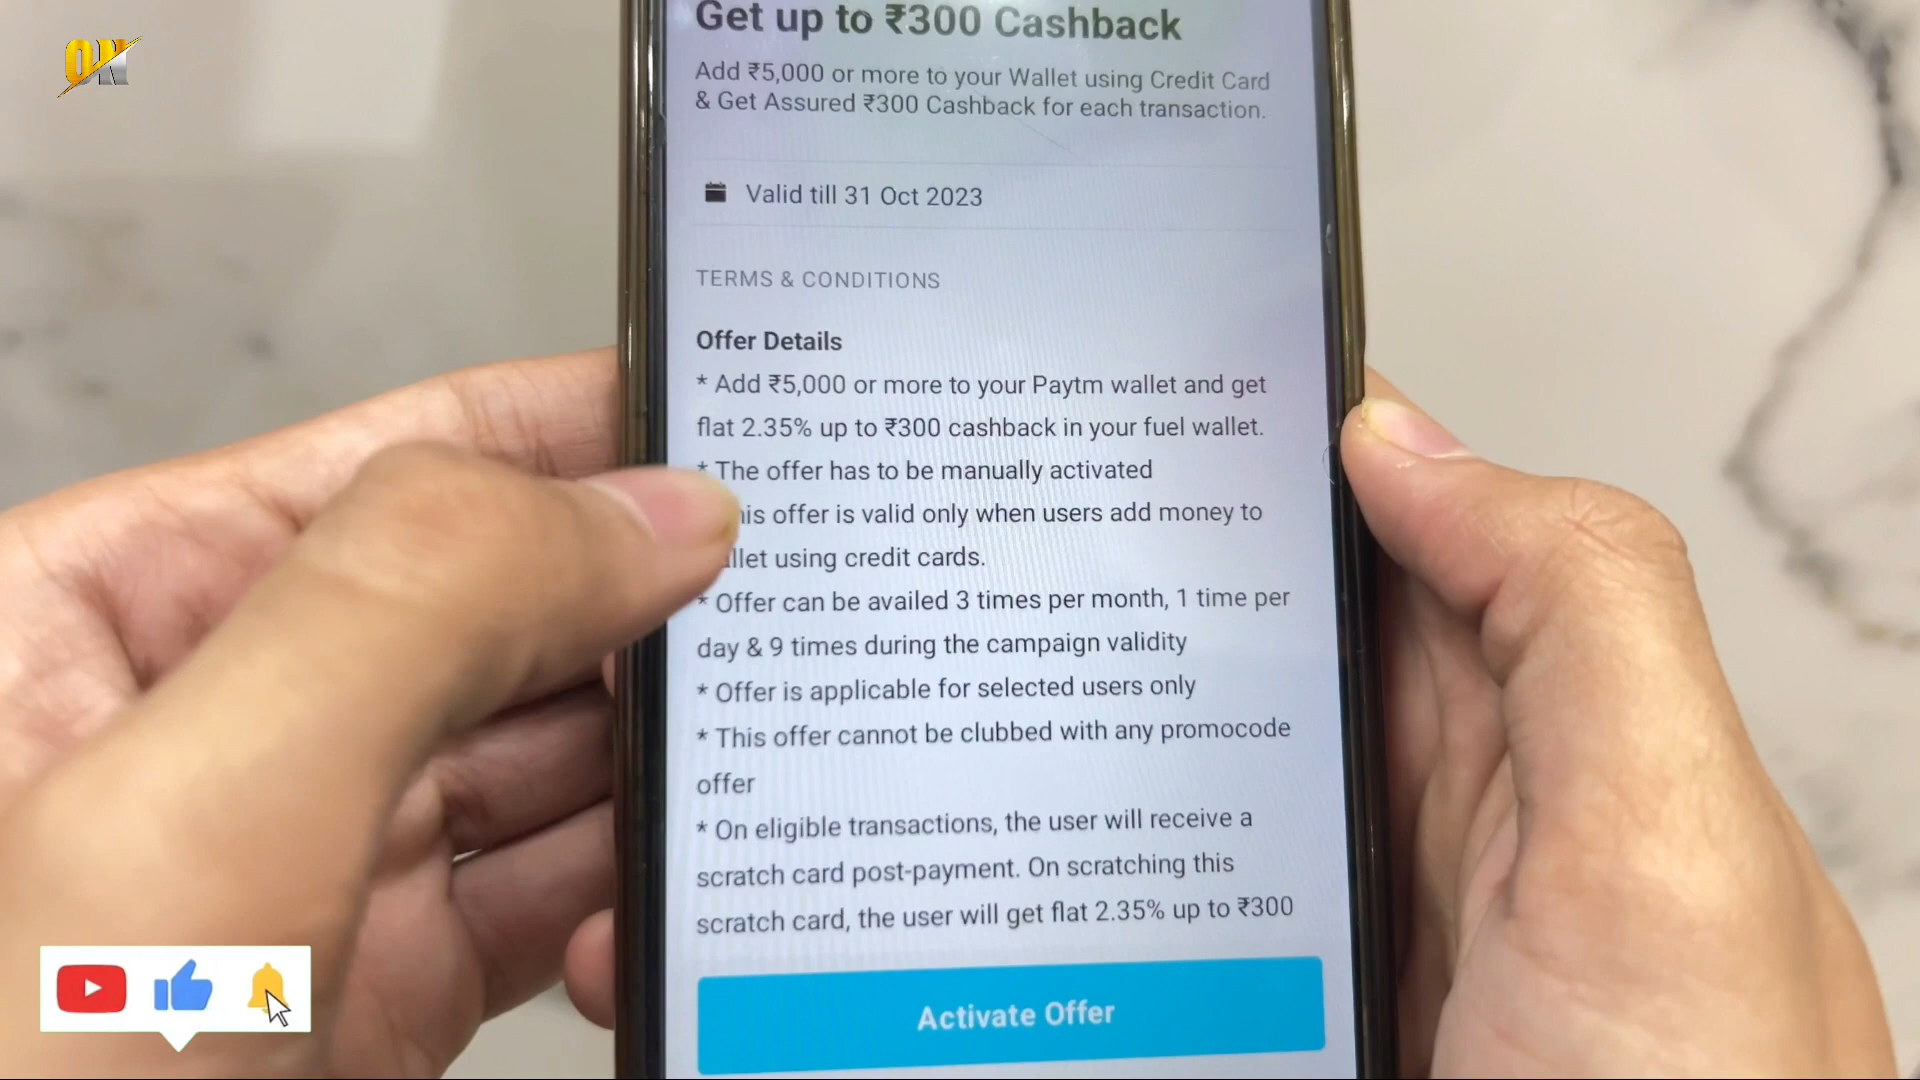 ON
Get up to ₹300 Cashback
Add ₹5,000 or more to your Wallet using Credit Card
& Get Assured ₹300 Cashback for each transaction.
Valid till 31 Oct 2023
TERMS & CONDITIONS
Offer Details
* Add ₹5,000 or more to your Paytm wallet and get
flat 2.35% up to ₹300 cashback in your fuel wallet.
* The offer has to be manually activated
offer is valid only when users add money to
using credit cards.
* Offer can be availed 3 times per month, 1 time per
day & 9 times during the campaign validity
* Offer is applicable for selected users only
* This offer cannot be clubbed with any promocode
offer
* On eligible transactions, the user will receive a
scratch card post-payment. On scratching this
scratch card, the user will get flat 2.35% up to ₹300
Activate Offer